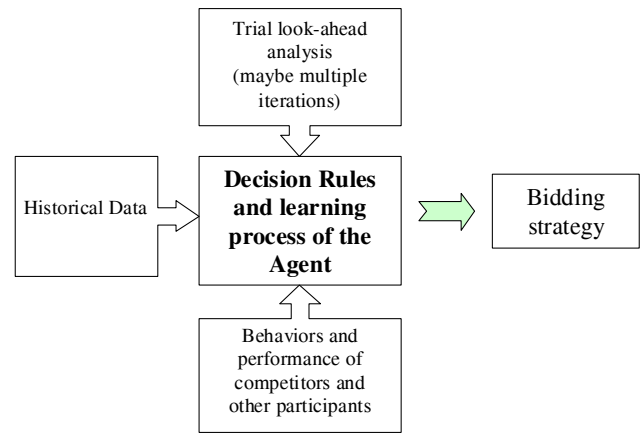 Trial look-ahead
analysis
(maybe multiple
iterations)
Historical Data
Decision Rules
and learning
process of the
Agent
Bidding
strategy
Behaviors and
performance of
competitors and
other participants